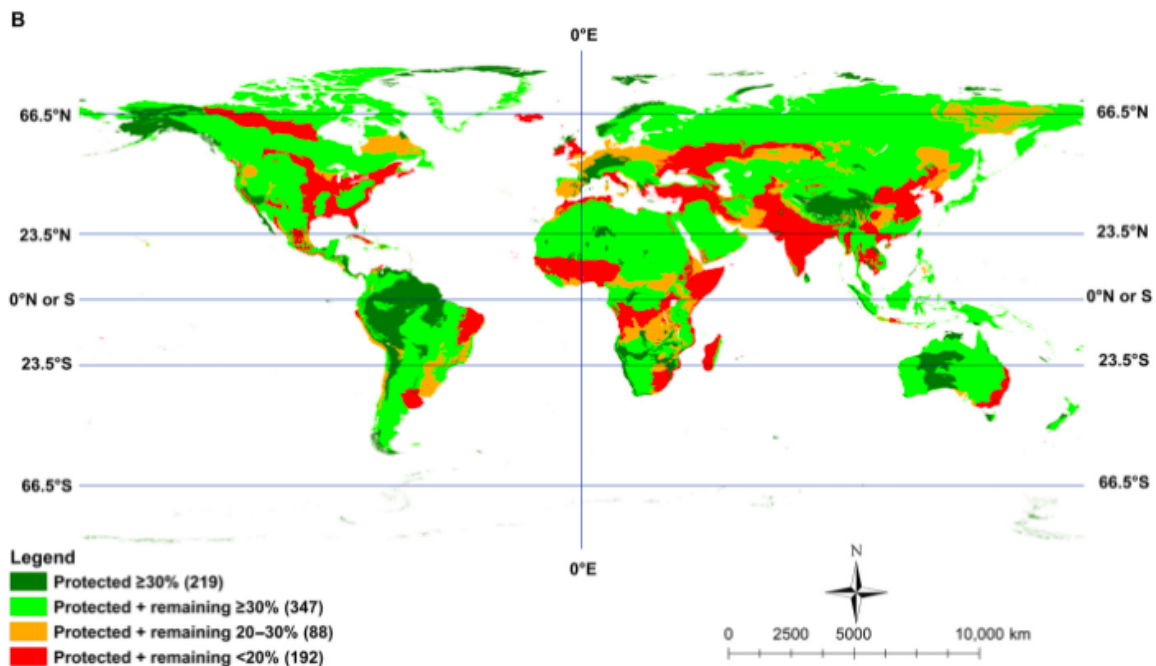 B
0°E
66.5°N 66.5°N
23.5°N 23.5°N
0°N or S 0°N or S
23.5°S 23.5°S
66.5°S 66.5°S
0°E
Legend
Protected ≥30% (219)
Protected + remaining ≥30% (347)
Protected + remaining 20–30% (88)
Protected + remaining <20% (192)
N
0 2500 5000 10,000 km